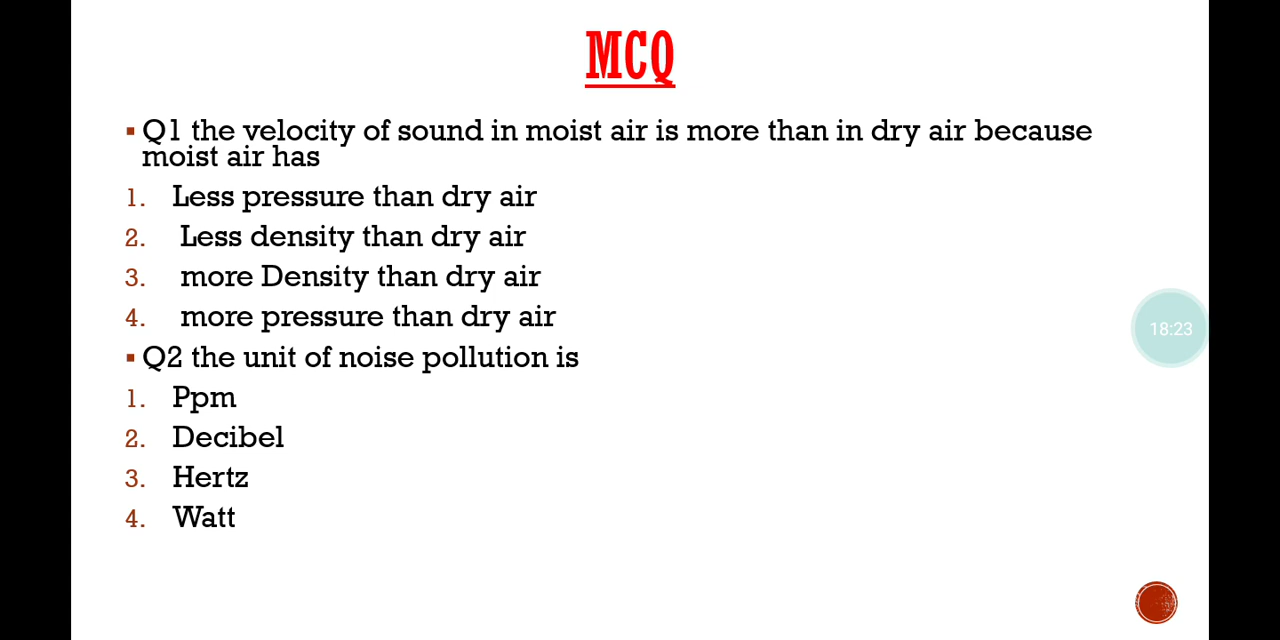 MCQ
▪ Q1 the velocity of sound in moist air is more than in dry air because
moist air has
1. Less pressure than dry air
2. Less density than dry air
3. more Density than dry air
4. more pressure than dry air
▪ Q2 the unit of noise pollution is
1. Ppm
2. Decibel
3. Hertz
4. Watt
18:23